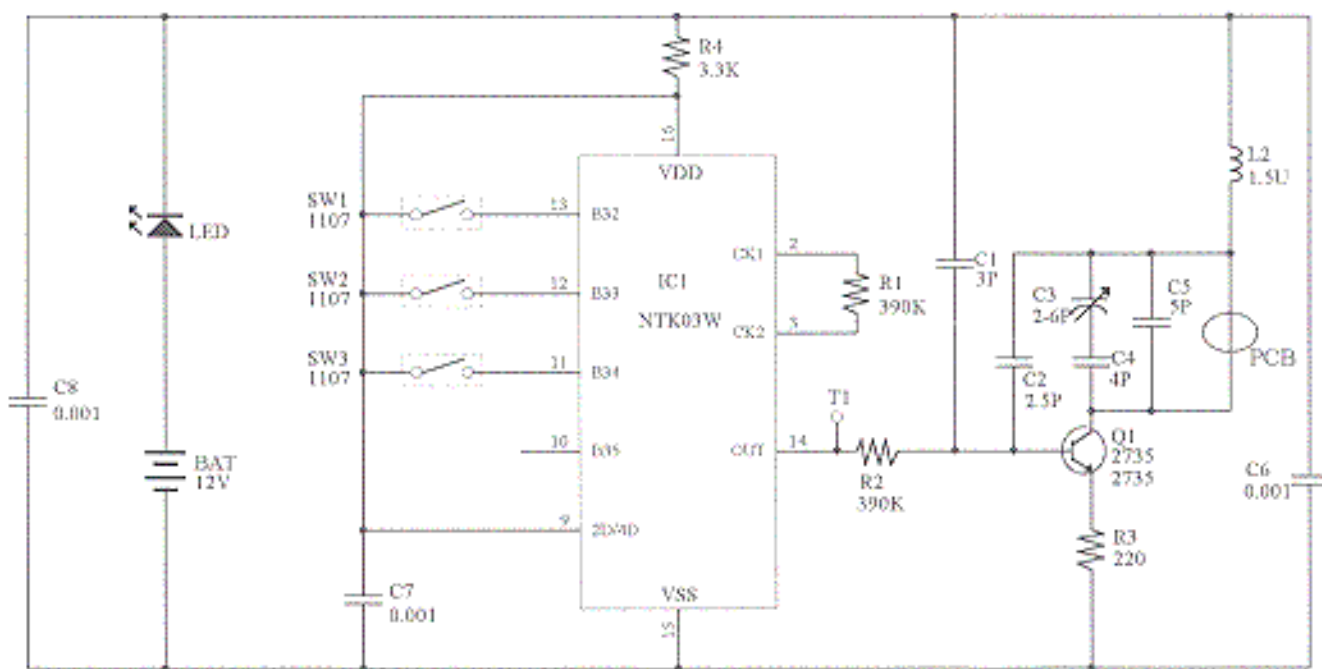 R4
3.3K
16
VDD
L2
1.5U
SW1
1107
13
B32
LED
2
CK1
C1
3P
SW2
1107
12
B33
IC1
NTK03W
R1
390K
C3
2-6P
C5
5P
3
CK2
PCB
SW3
1107
11
B34
C4
4P
C2
2.5P
C8
0.001
T1
10
B35
14
OUT
Q1
2735
2735
BAT
12V
R2
390K
C6
0.001
9
2D/4D
R3
220
C7
0.001
VSS
15